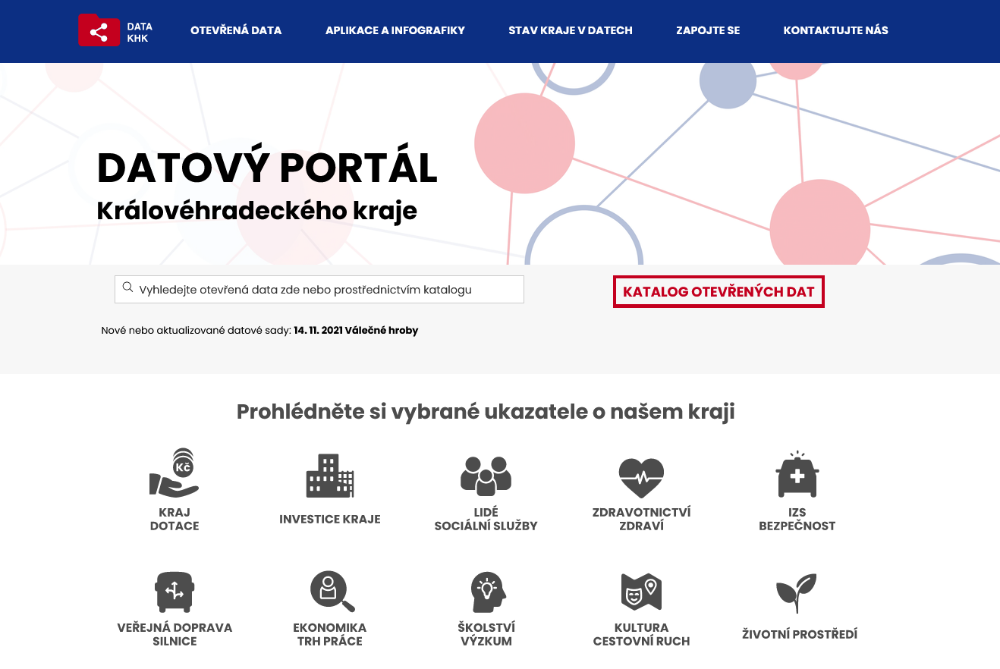 DATA
KHK
OTEVŘENÁ DATA
APLIKACE A INFOGRAFIKY
STAV KRAJE V DATECH
ZAPOJTE SE
KONTAKTUJTE NÁS
DATOVÝ PORTÁL
Královéhradeckého kraje
Vyhledejte otevřená data zde nebo prostřednictvím katalogu
KATALOG OTEVŘENÝCH DAT
Nové nebo aktualizované datové sady: 14. 11. 2021 Válečné hroby
Prohlédněte si vybrané ukazatele o našem kraji
Kč
KRAJ
DOTACE
INVESTICE KRAJE
LIDÉ
SOCIÁLNÍ SLUŽBY
ZDRAVOTNICTVÍ
ZDRAVÍ
IZS
BEZPEČNOST
VEŘEJNÁ DOPRAVA
SILNICE
EKONOMIKA
TRH PRÁCE
ŠKOLSTVÍ
VÝZKUM
KULTURA
CESTOVNÍ RUCH
ŽIVOTNÍ PROSTŘEDÍ